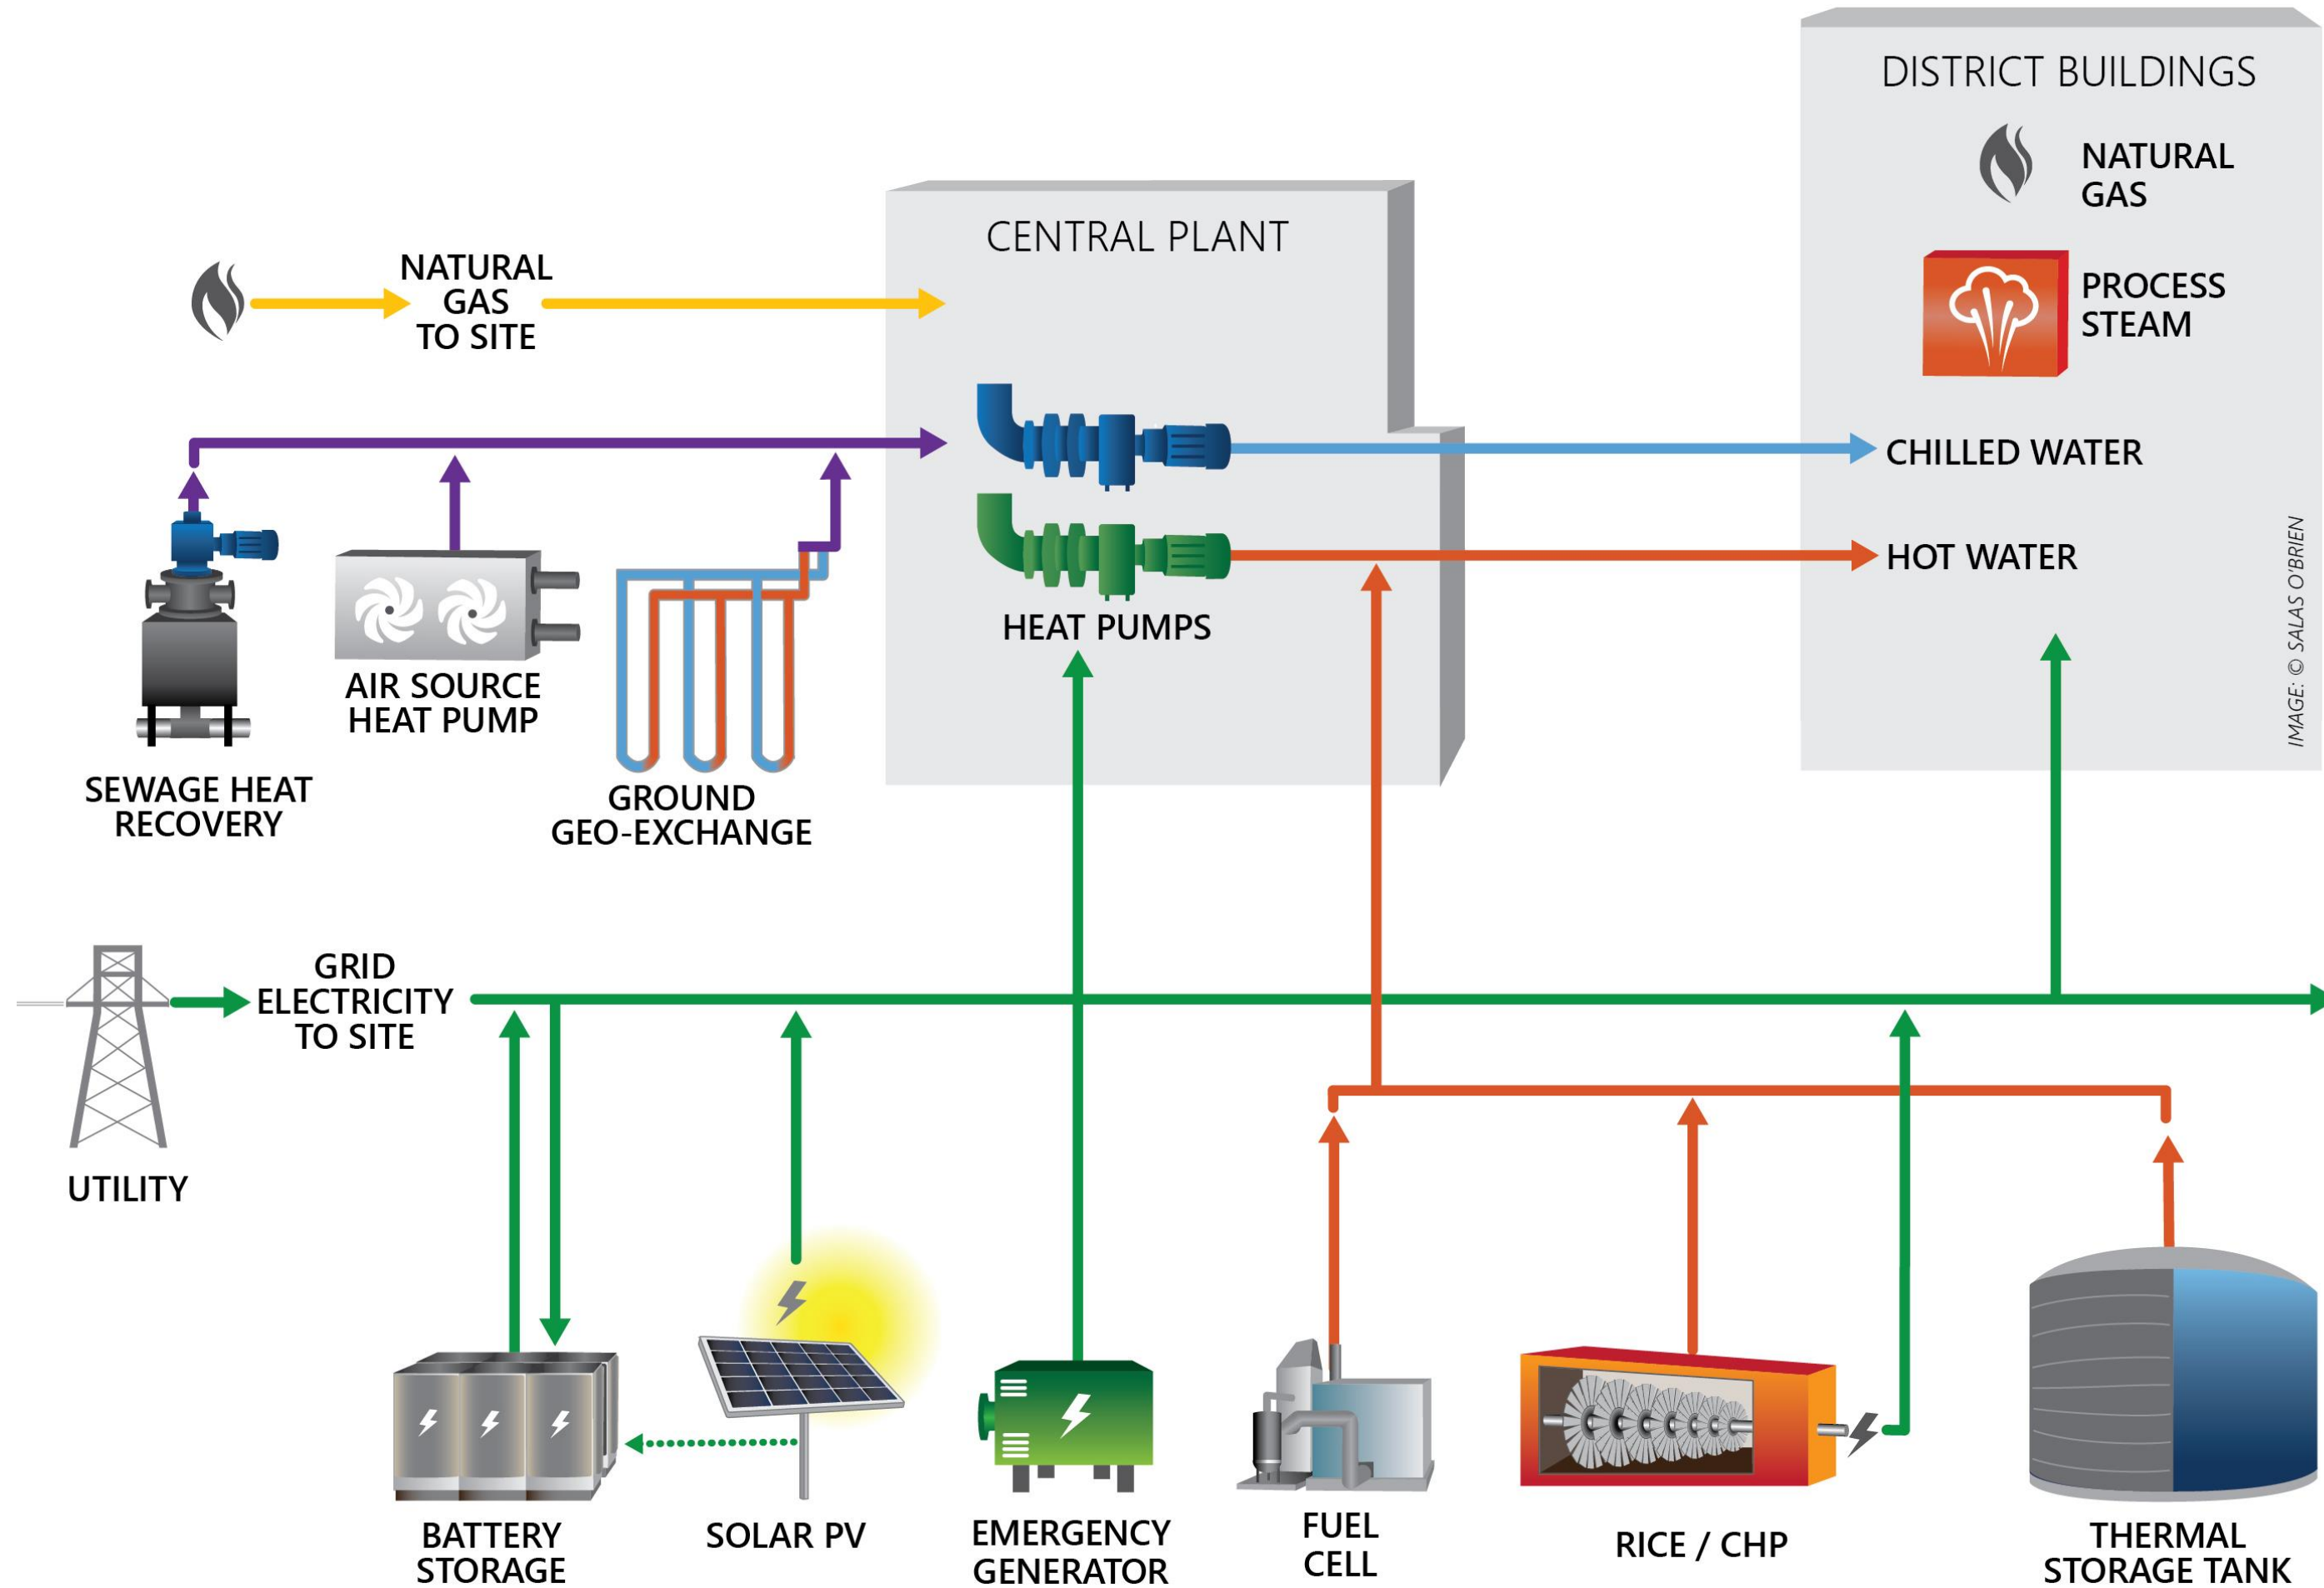 DISTRICT BUILDINGS
NATURAL
GAS
PROCESS
STEAM
CENTRAL PLANT
NATURAL
GAS
TO SITE
CHILLED WATER
HOT WATER
HEAT PUMPS
IMAGE: © SALAS O'BRIEN
AIR SOURCE
HEAT PUMP
SEWAGE HEAT
RECOVERY
GROUND
GEO-EXCHANGE
GRID
ELECTRICITY
TO SITE
UTILITY
BATTERY
STORAGE
SOLAR PV
EMERGENCY
GENERATOR
FUEL
CELL
RICE / CHP
THERMAL
STORAGE TANK